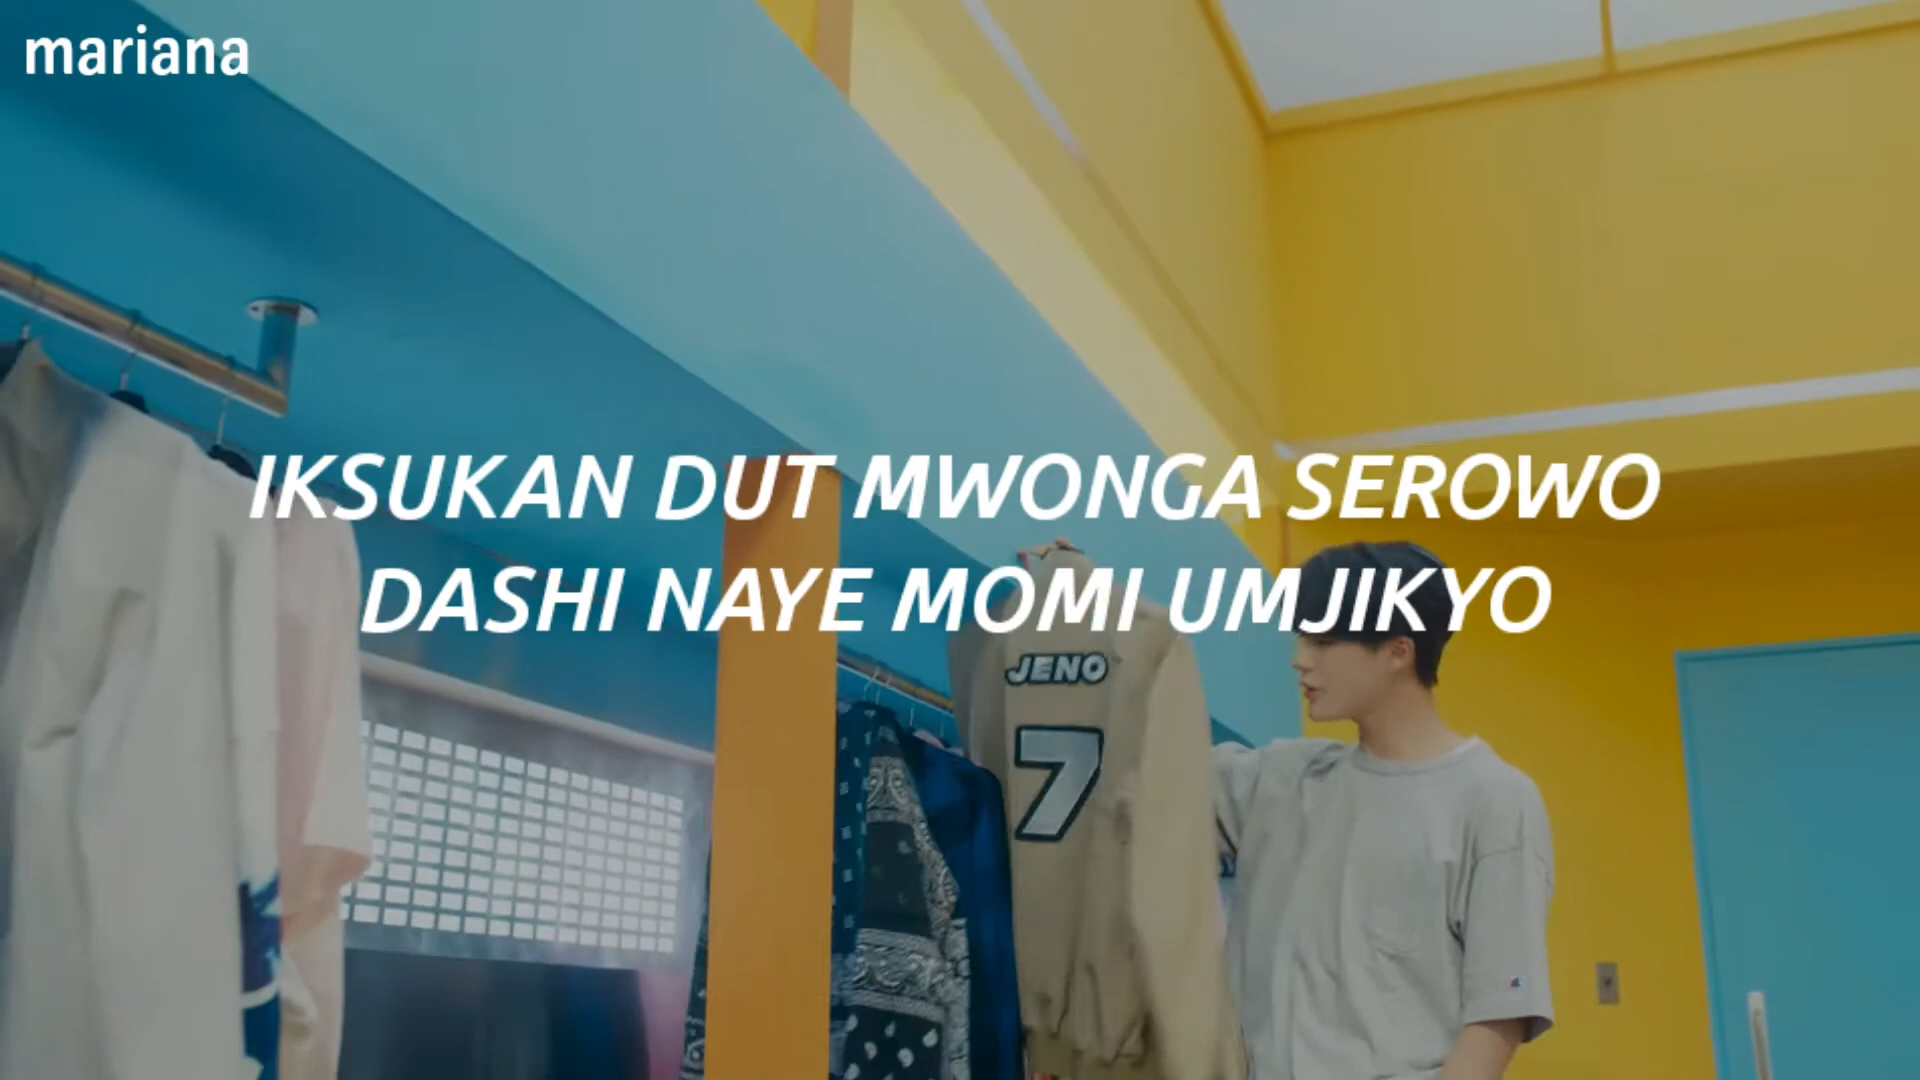 mariana
IKSUKAN DUT MWONGA SEROWO
DASHI NAYE MOMI UMJIKYO
JENO
7